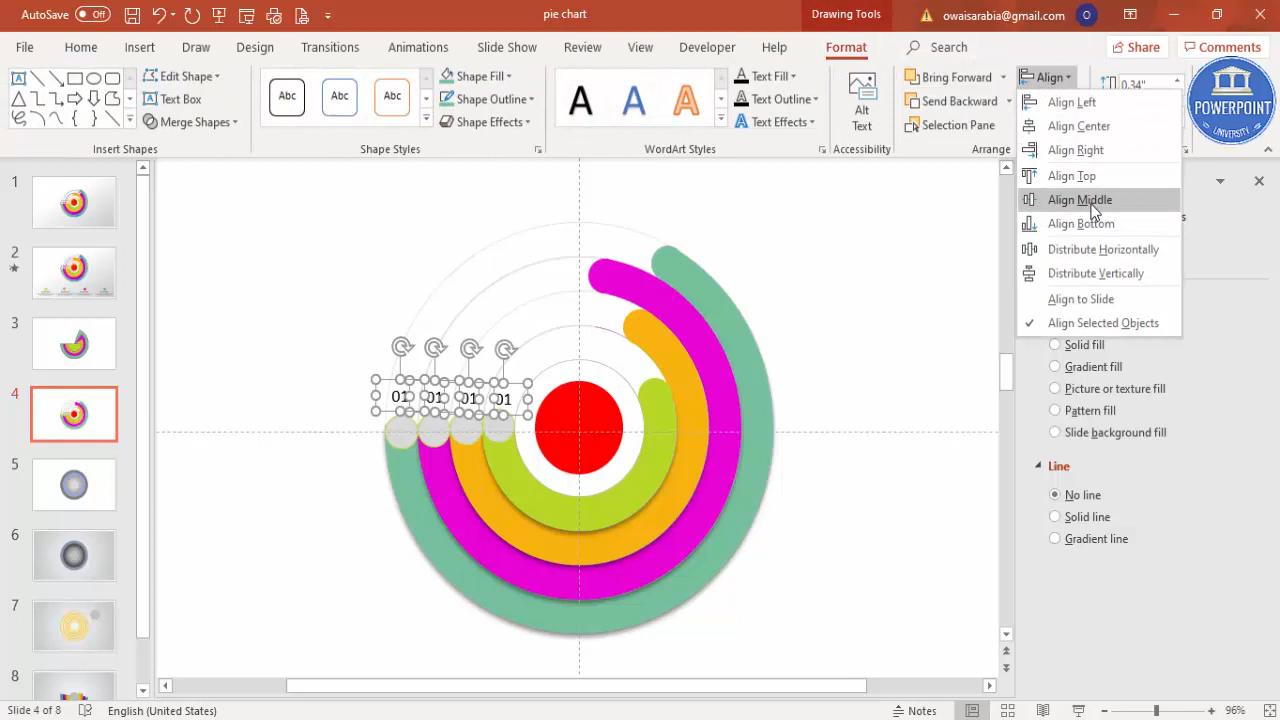 AutoSave Off
pie chart
Drawing Tools
owaisarabia@gmail.com O
File Home Insert Draw Design Transitions Animations Slide Show Review View Developer Help Format Search Share Comments
Edit Shape
Text Box
Merge Shapes
Insert Shapes
Abc Abc Abc
Shape Fill
Shape Outline
Shape Effects
Shape Styles
A A A
Text Fill
Text Outline
Text Effects
WordArt Styles
Alt
Text
Accessibility
Bring Forward
Send Backward
Selection Pane
Arrange
Align
0.34"
POWERPOINT
UNIVERSITY
Align Left
Align Center
Align Right
Align Top
Align Middle
Align Bottom
Distribute Horizontally
Distribute Vertically
Align to Slide
Align Selected Objects
1
2
3
4
5
6
7
8
01 01 01 01
Solid fill
Gradient fill
Picture or texture fill
Pattern fill
Slide background fill
Line
No line
Solid line
Gradient line
Slide 4 of 8
English (United States)
Notes
96%